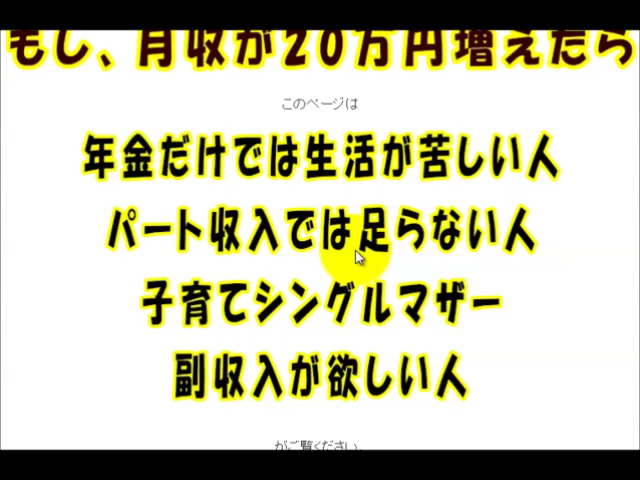 もし、月収が20万円増えたら
このページは
年金だけでは生活が苦しい人
パート収入では足らない人
子育てシングルマザー
副収入が欲しい人
がご覧ください。